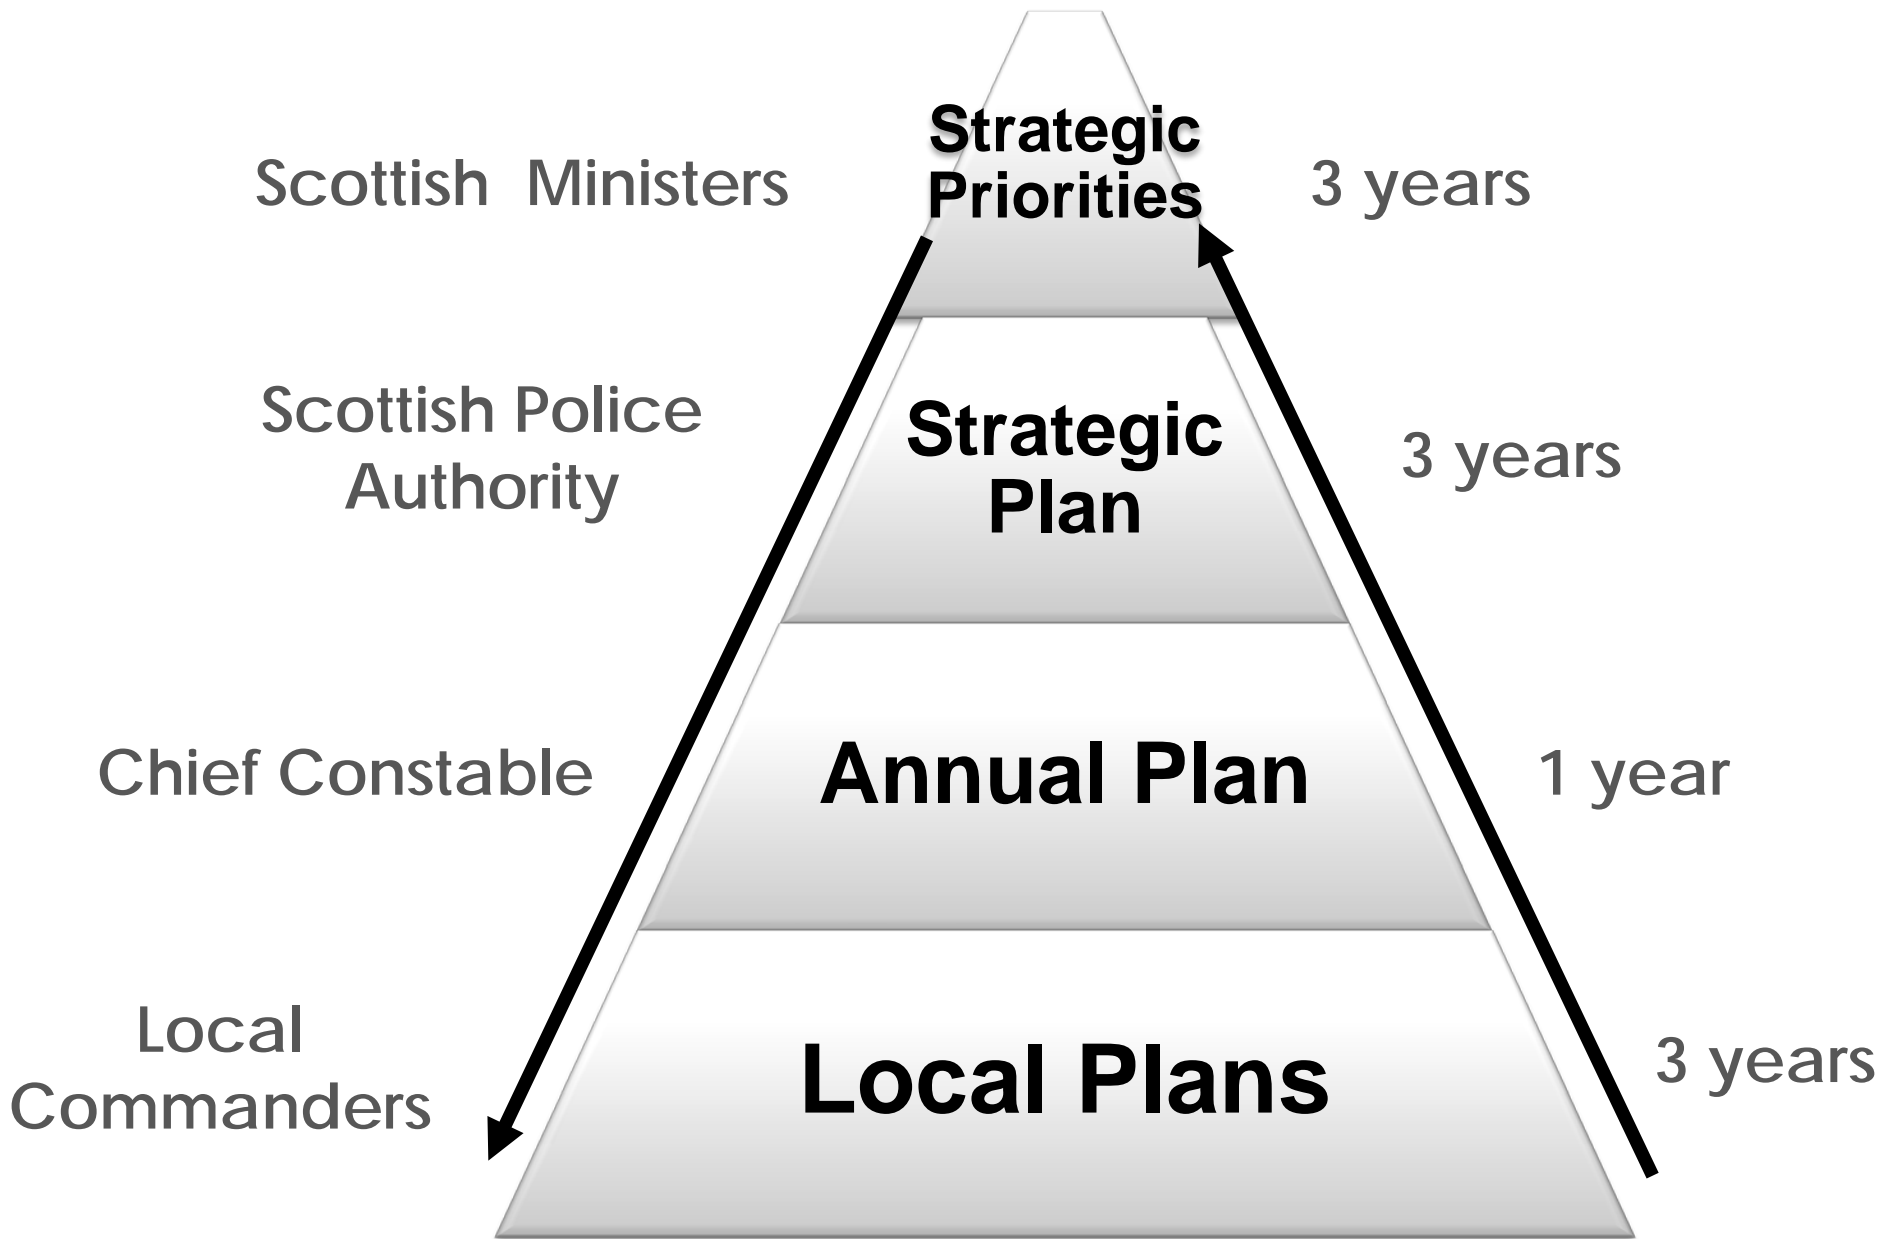 Scottish Ministers
Strategic
Priorities
3 years
Scottish Police
Authority
Strategic
Plan
3 years
Chief Constable
Annual Plan
1 year
Local
Commanders
Local Plans
3 years